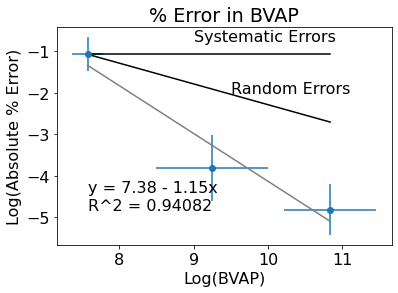 % Error in BVAP
Systematic Errors
Random Errors
y = 7.38 - 1.15x
R^2 = 0.94082
Log(Absolute % Error)
−1
−2
−3
−4
−5
8
9
10
11
Log(BVAP)